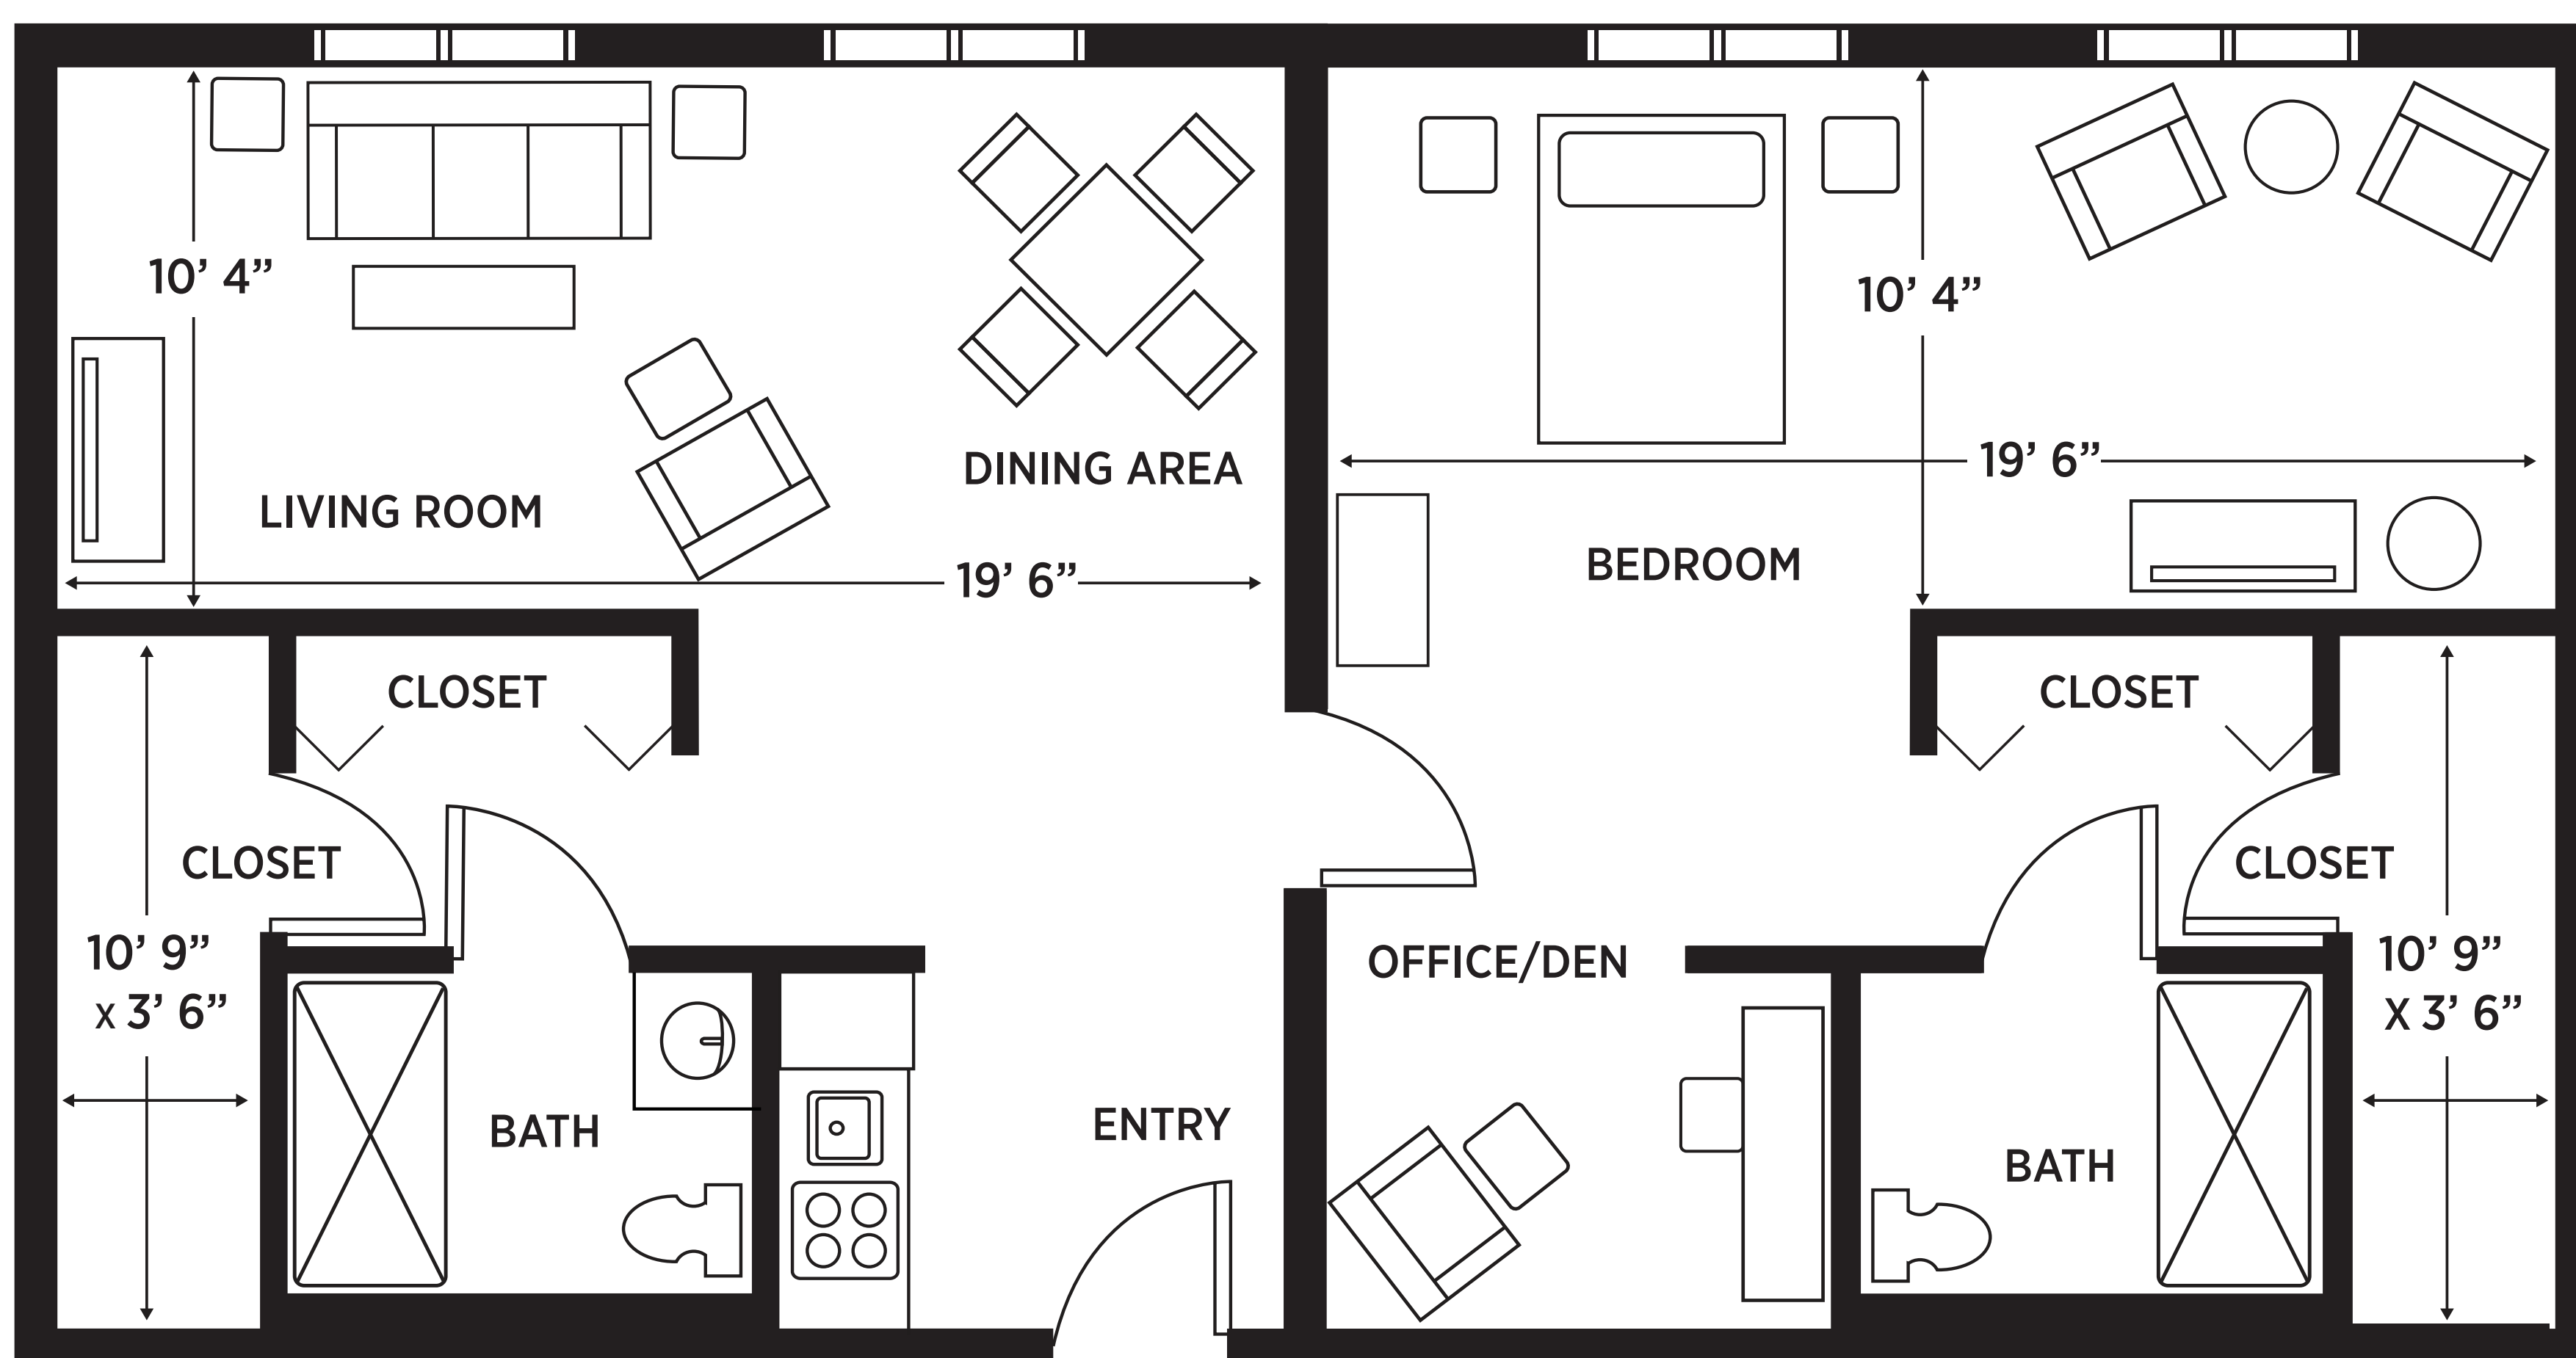 10’ 4”
10’ 4”
DINING AREA
19’ 6”
LIVING ROOM
BEDROOM
19’ 6”
CLOSET
CLOSET
CLOSET
CLOSET
10’ 9”
x 3’ 6”
OFFICE/DEN
10’ 9”
X 3’ 6”
BATH
ENTRY
BATH